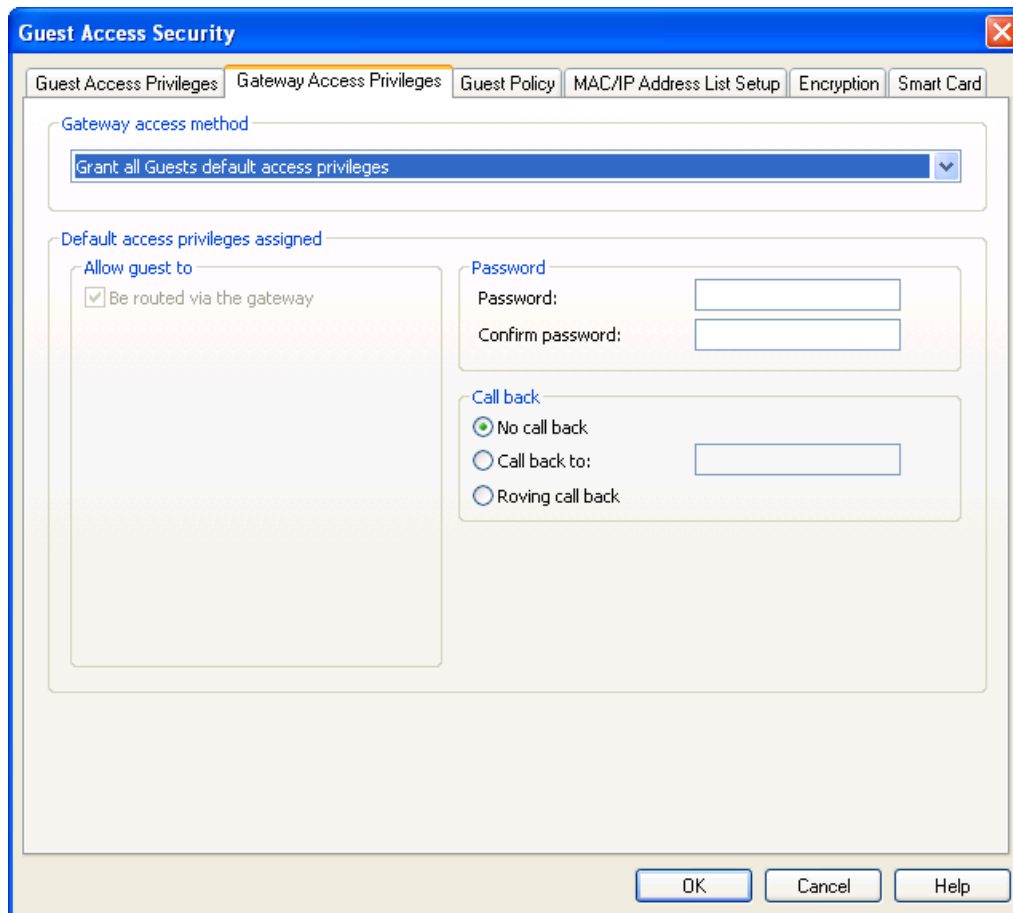 Guest Access Security
Guest Access Privileges
Gateway Access Privileges
Guest Policy
MAC/IP Address List Setup
Encryption
Smart Card
Gateway access method
Grant all Guests default access privileges
Default access privileges assigned
Allow guest to
Be routed via the gateway
Password
Password:
Confirm password:
Call back
No call back
Call back to:
Roving call back
OK
Cancel
Help